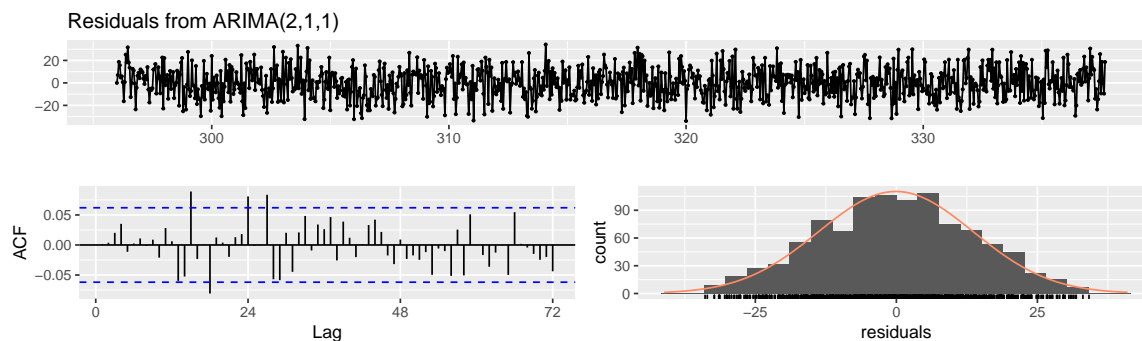 Residuals from ARIMA(2,1,1)
20
0
−20
300 310 320 330
0.05
0.00
−0.05
ACF
0 24 48 72
Lag
90
60
30
0
count
−25 0 25
residuals